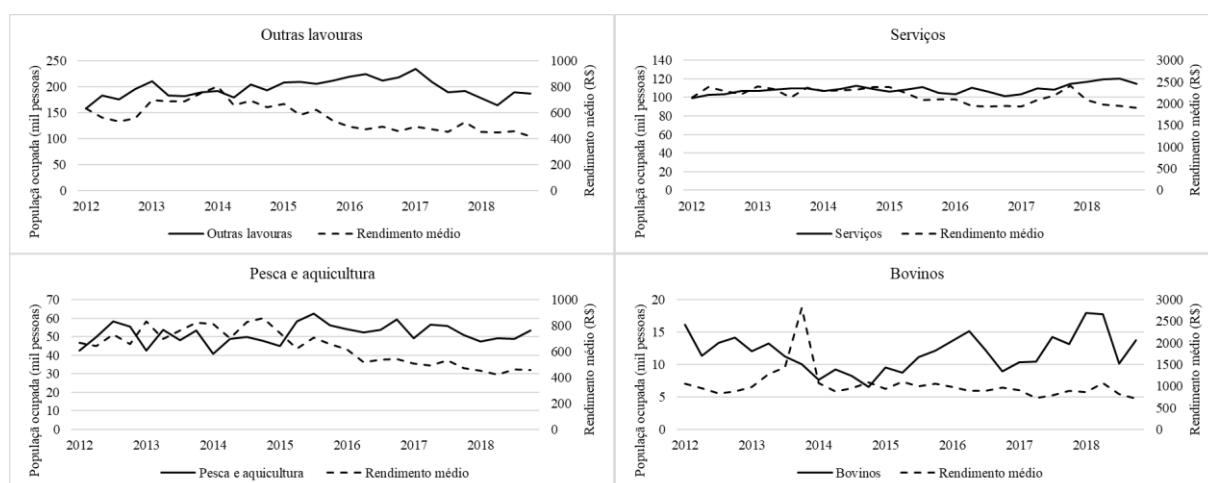 Outras lavouras
Populaçã ocupada (mil pessoas)
250
200
150
100
50
0
1000
800
600
400
200
0
Rendimento médio (R$)
2012 2013 2014 2015 2016 2017 2018
Outras lavouras Rendimento médio
Serviços
Populaçã ocupada (mil pessoas)
140
120
100
80
60
40
20
0
3000
2500
2000
1500
1000
500
0
Rendimento médio (R$)
2012 2013 2014 2015 2016 2017 2018
Serviços Rendimento médio
Pesca e aquicultura
Populaçã ocupada (mil pessoas)
70
60
50
40
30
20
10
0
1000
800
600
400
200
0
Rendimento médio (R$)
2012 2013 2014 2015 2016 2017 2018
Pesca e aquicultura Rendimento médio
Bovinos
Populaçã ocupada (mil pessoas)
20
15
10
5
0
3000
2500
2000
1500
1000
500
0
Rendimento médio (R$)
2012 2013 2014 2015 2016 2017 2018
Bovinos Rendimento médio